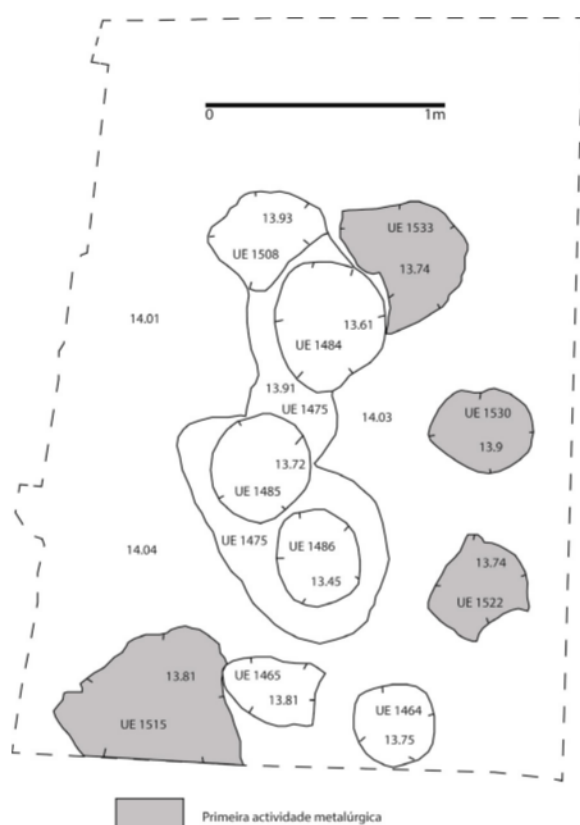 0
1m
13.93
UE 1508
UE 1533
13.74
14.01
13.61
UE 1484
13.91
UE 1475
14.03
UE 1530
13.9
13.72
UE 1485
14.04
UE 1475
UE 1486
13.45
13.74
UE 1522
13.81
UE 1515
UE 1465
13.81
UE 1464
13.75
Primeira actividade metalúrgica